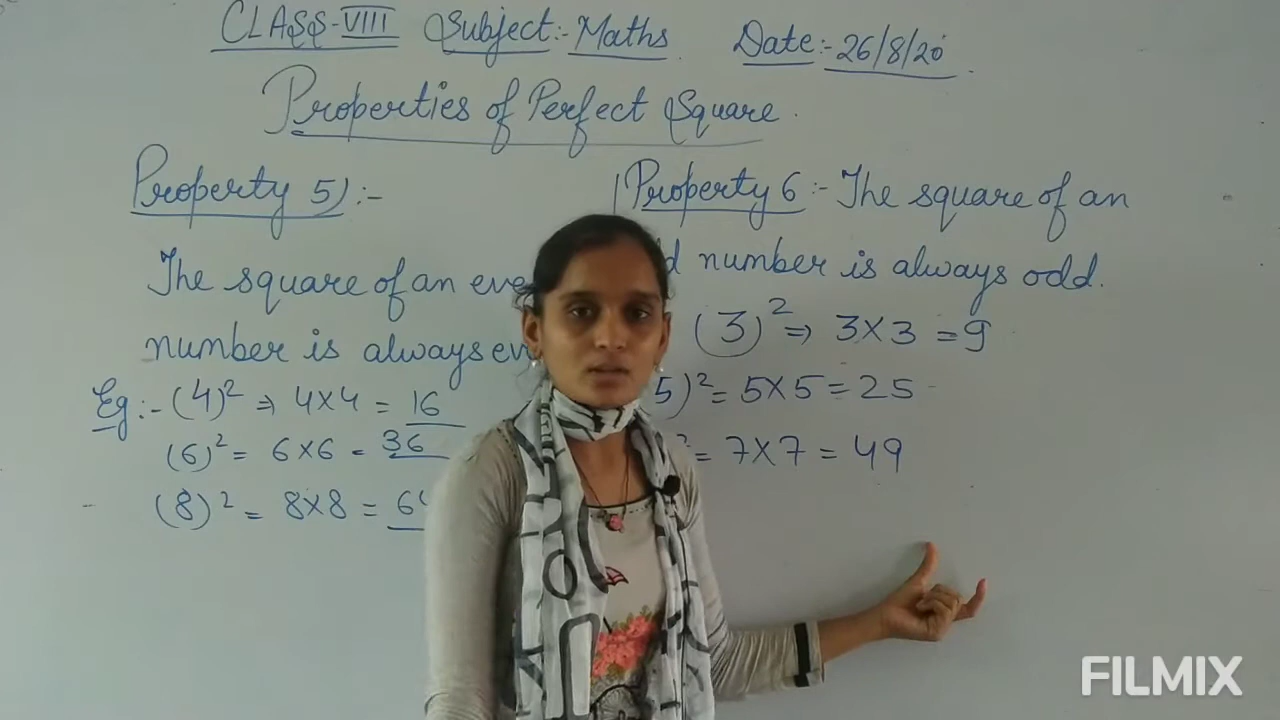 CLASS-VIII Subject:- Maths. Date:- 26/8/20.
Properties of Perfect Square.
Property 5):-
The square of an
number is always
Eg:- (4)² ⇒ 4×4 = 16
(6)² = 6×6 = 36
(8)² = 8×8 =
Property 6:- The square of an
number is always odd.
(3)² ⇒ 3×3 = 9
5)² = 5×5 = 25
² = 7×7 = 49
FILMIX